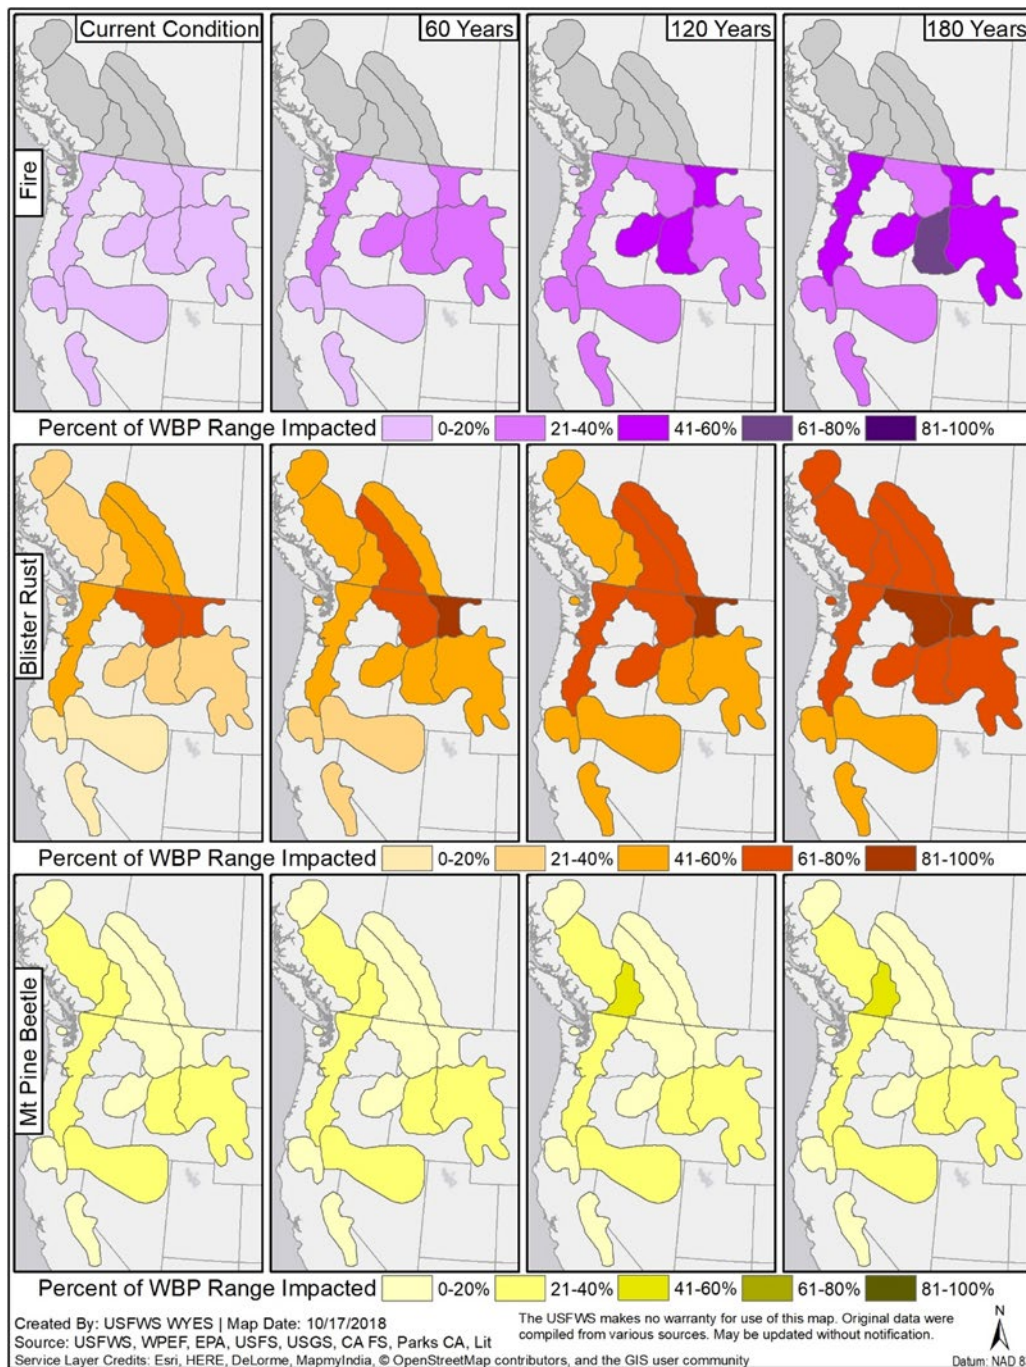 Current Condition
60 Years
120 Years
180 Years
Fire
Percent of WBP Range Impacted 0-20% 21-40% 41-60% 61-80% 81-100%
Blister Rust
Percent of WBP Range Impacted 0-20% 21-40% 41-60% 61-80% 81-100%
Mt Pine Beetle
Percent of WBP Range Impacted 0-20% 21-40% 41-60% 61-80% 81-100%
Created By: USFWS WYES | Map Date: 10/17/2018
Source: USFWS, WPEF, EPA, USFS, USGS, CA FS, Parks CA, Lit
Service Layer Credits: Esri, HERE, DeLorme, MapmyIndia, © OpenStreetMap contributors, and the GIS user community
The USFWS makes no warranty for use of this map. Original data were
compiled from various sources. May be updated without notification.
N
Datum: NAD 8